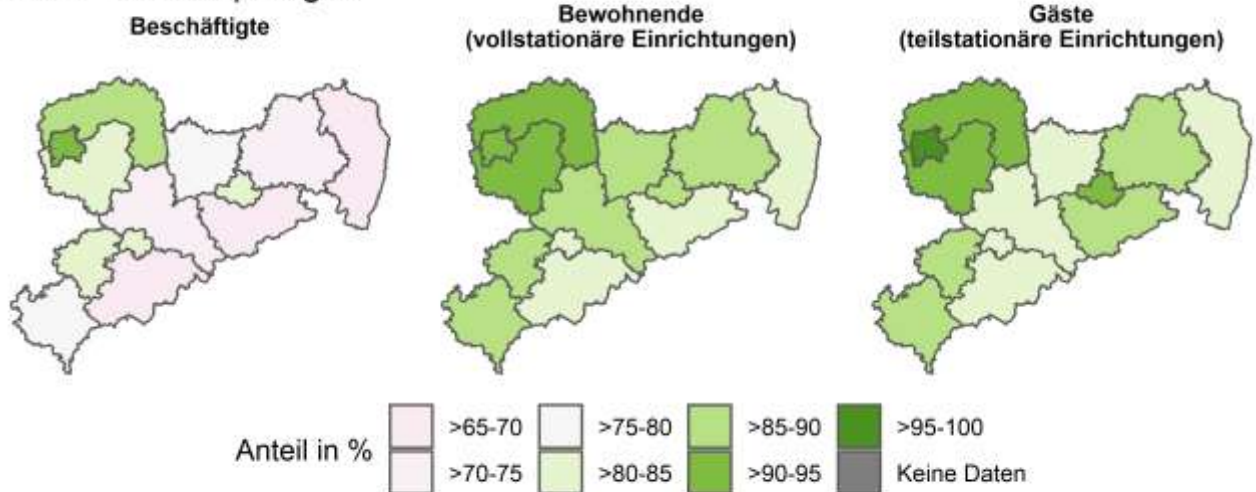 Beschäftigte
Bewohnende
(vollstationäre Einrichtungen)
Gäste
(teilstationäre Einrichtungen)
Anteil in %
>65-70
>75-80
>85-90
>95-100
>70-75
>80-85
>90-95
Keine Daten